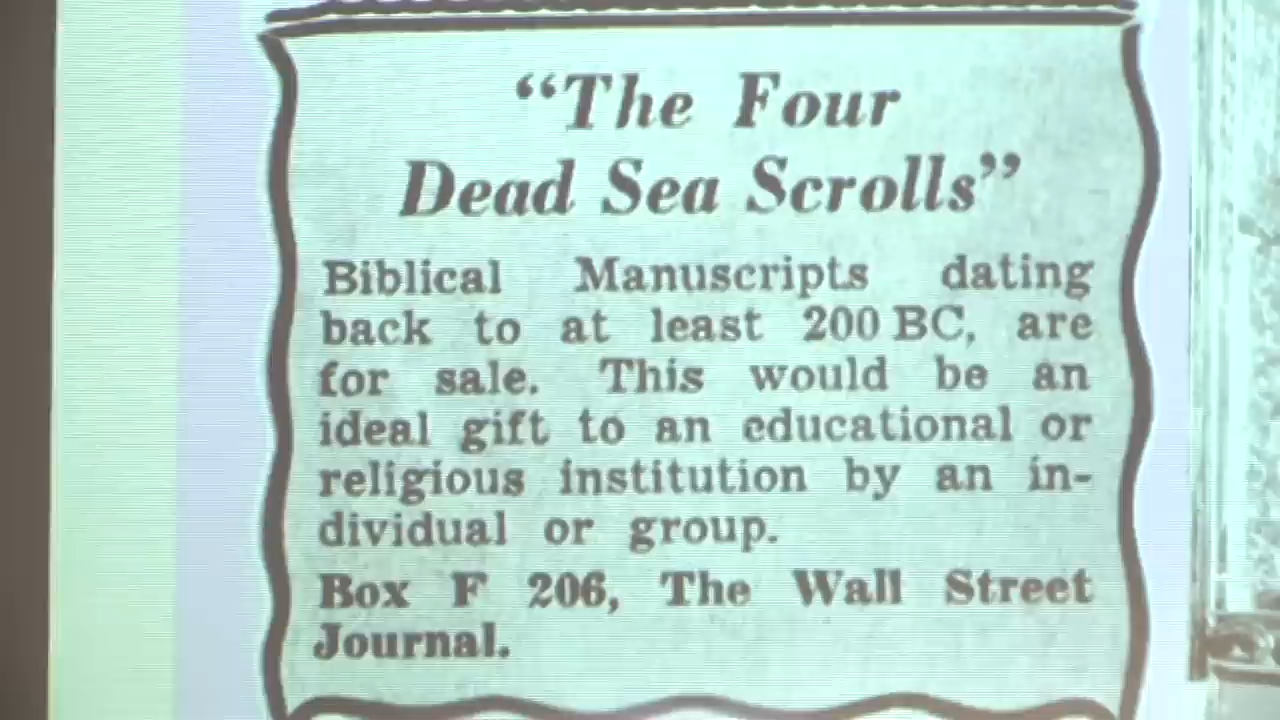 “The Four
Dead Sea Scrolls”
Biblical Manuscripts dating
back to at least 200 BC, are
for sale. This would be an
ideal gift to an educational or
religious institution by an in-
dividual or group.
Box F 206, The Wall Street
Journal.